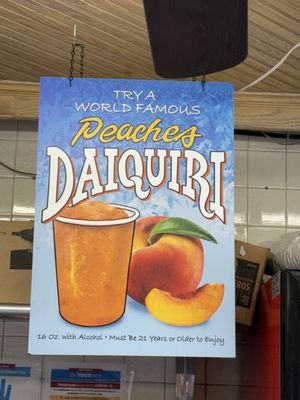 TRY A
WORLD FAMOUS
Peaches
DAIQUIRI
16 Oz. with Alcohol • Must Be 21 Years or Older to Enjoy